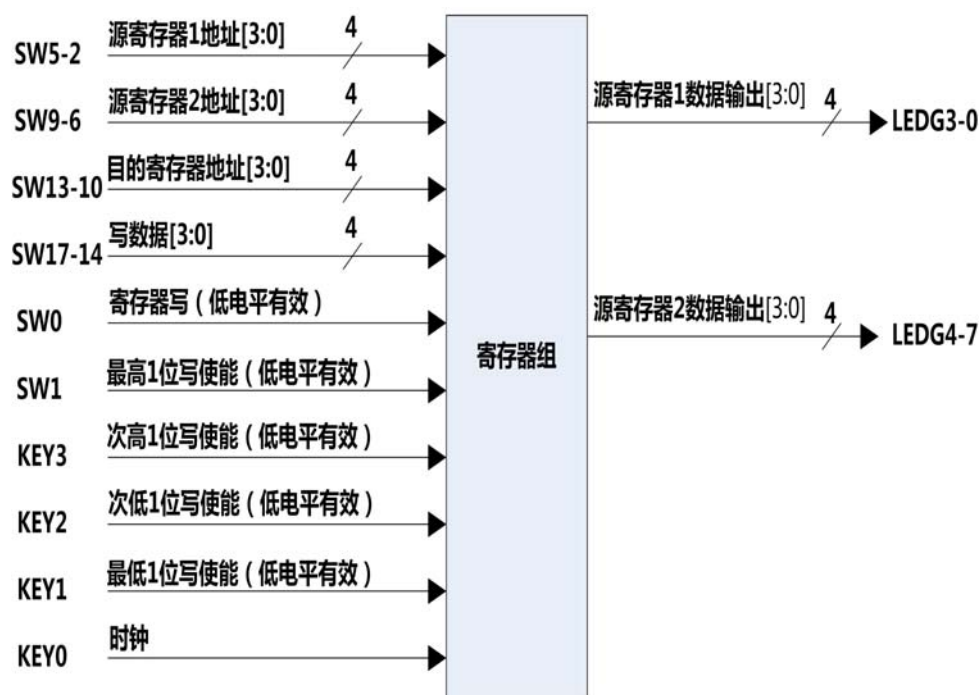 SW5-2 源寄存器1地址[3:0] 4
SW9-6 源寄存器2地址[3:0] 4
SW13-10 目的寄存器地址[3:0] 4
SW17-14 写数据[3:0] 4
SW0 寄存器写（低电平有效）
SW1 最高1位写使能（低电平有效）
KEY3 次高1位写使能（低电平有效）
KEY2 次低1位写使能（低电平有效）
KEY1 最低1位写使能（低电平有效）
KEY0 时钟
寄存器组
源寄存器1数据输出[3:0] 4 LEDG3-0
源寄存器2数据输出[3:0] 4 LEDG4-7